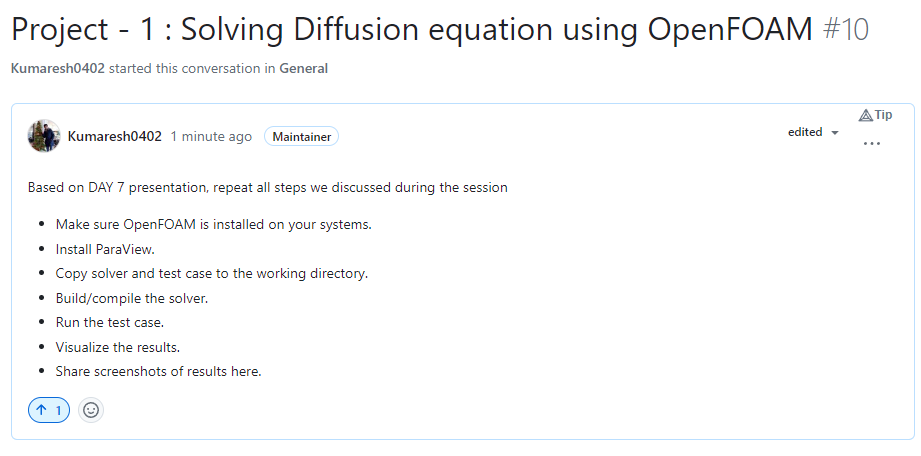 Project - 1 : Solving Diffusion equation using OpenFOAM #10
Kumaresh0402 started this conversation in General
Kumaresh0402 1 minute ago Maintainer
edited
Tip
Based on DAY 7 presentation, repeat all steps we discussed during the session
• Make sure OpenFOAM is installed on your systems.
• Install ParaView.
• Copy solver and test case to the working directory.
• Build/compile the solver.
• Run the test case.
• Visualize the results.
• Share screenshots of results here.
1